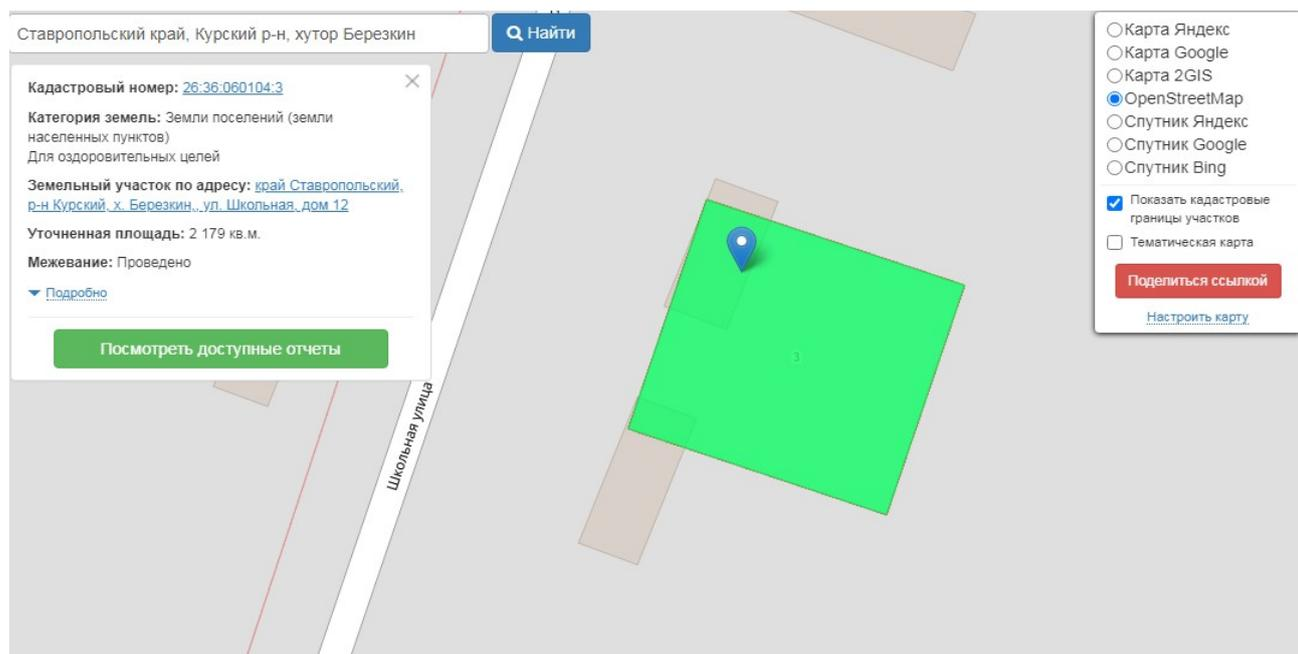 Ставропольский край, Курский р-н, хутор Березкин
Найти
Кадастровый номер: 26:36:060104:3
Категория земель: Земли поселений (земли
населенных пунктов)
Для оздоровительных целей
Земельный участок по адресу: край Ставропольский,
р-н Курский, х. Березкин,, ул. Школьная, дом 12
Уточненная площадь: 2 179 кв.м.
Межевание: Проведено
Подробно
Посмотреть доступные отчеты
Школьная улица
3
Карта Яндекс
Карта Google
Карта 2GIS
OpenStreetMap
Спутник Яндекс
Спутник Google
Спутник Bing
Показать кадастровые
границы участков
Тематическая карта
Поделиться ссылкой
Настроить карту